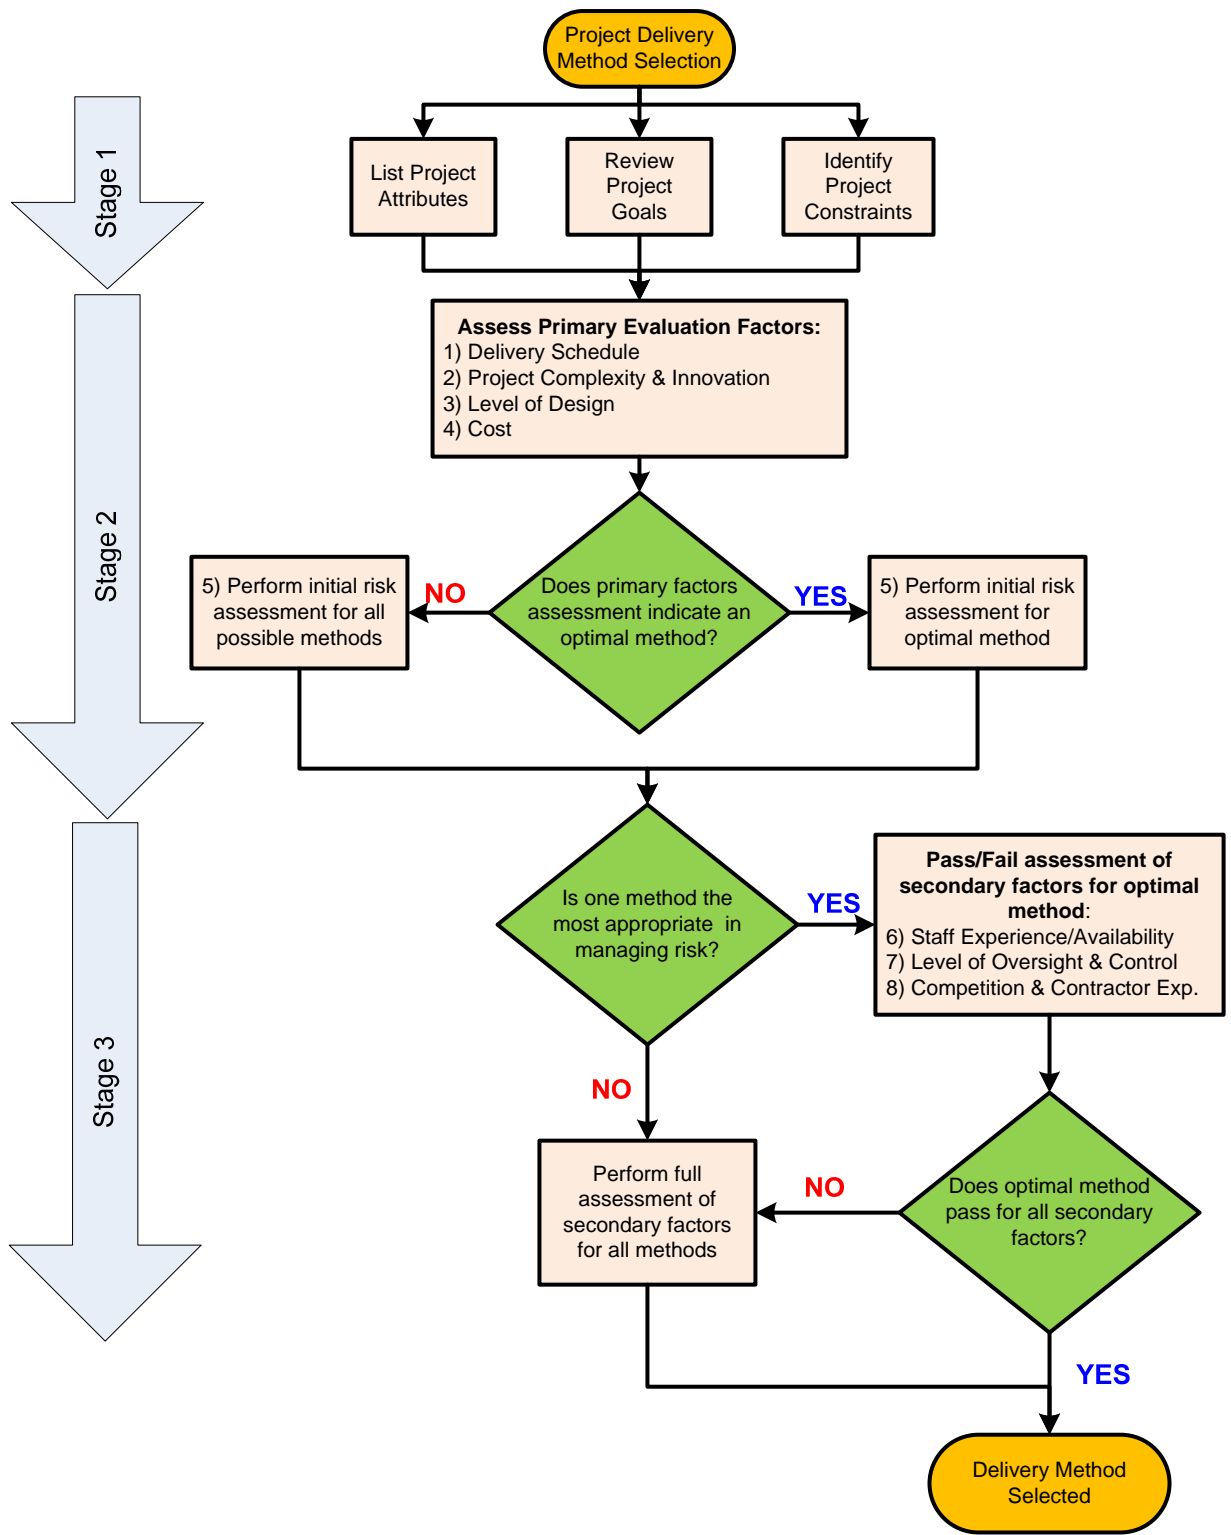 Project Delivery
Method Selection
Stage 1
List Project
Attributes
Review
Project
Goals
Identify
Project
Constraints
Stage 2
Assess Primary Evaluation Factors:
1) Delivery Schedule
2) Project Complexity & Innovation
3) Level of Design
4) Cost
5) Perform initial risk
assessment for all
possible methods
NO
Does primary factors
assessment indicate an
optimal method?
YES
5) Perform initial risk
assessment for
optimal method
Stage 3
Is one method the
most appropriate  in
managing risk?
YES
Pass/Fail assessment of
secondary factors for optimal
method:
6) Staff Experience/Availability
7) Level of Oversight & Control
8) Competition & Contractor Exp.
NO
Perform full
assessment of
secondary factors
for all methods
NO
Does optimal method
pass for all secondary
factors?
YES
Delivery Method
Selected